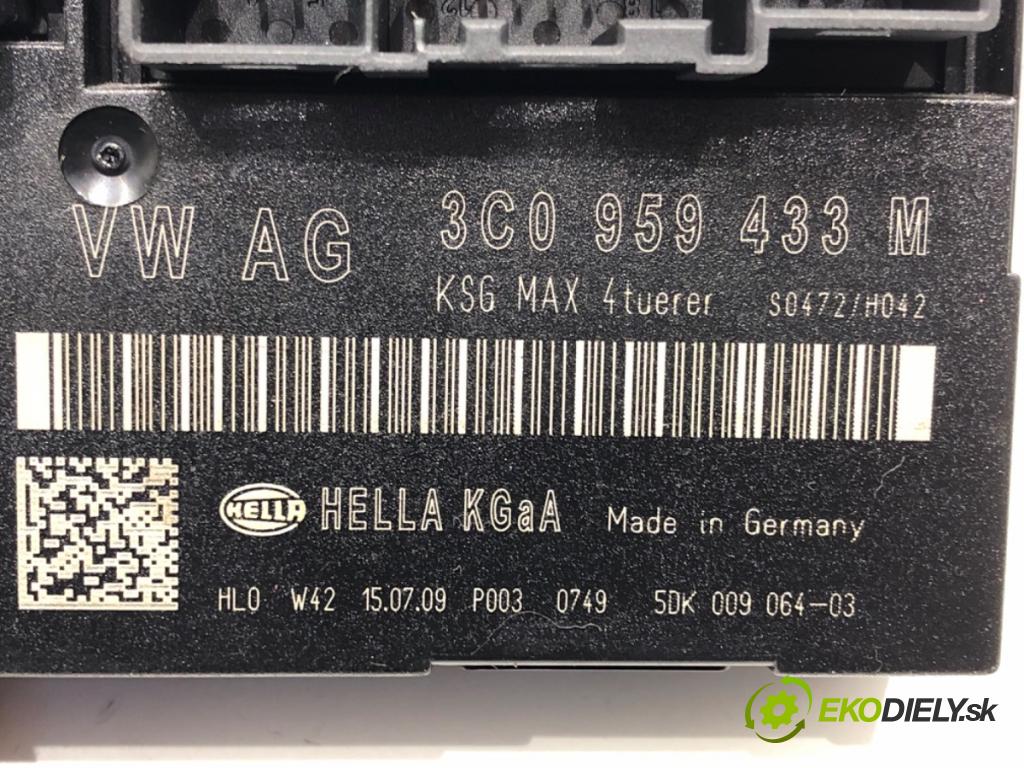 VW AG 3C0 959 433 M
KSG MAX 4tuerer S0472/H042
HELLA HELLA KGaA Made in Germany
HLO W42 15.07.09 P003 0749 5DK 009 064-03
EKODIELY.sk